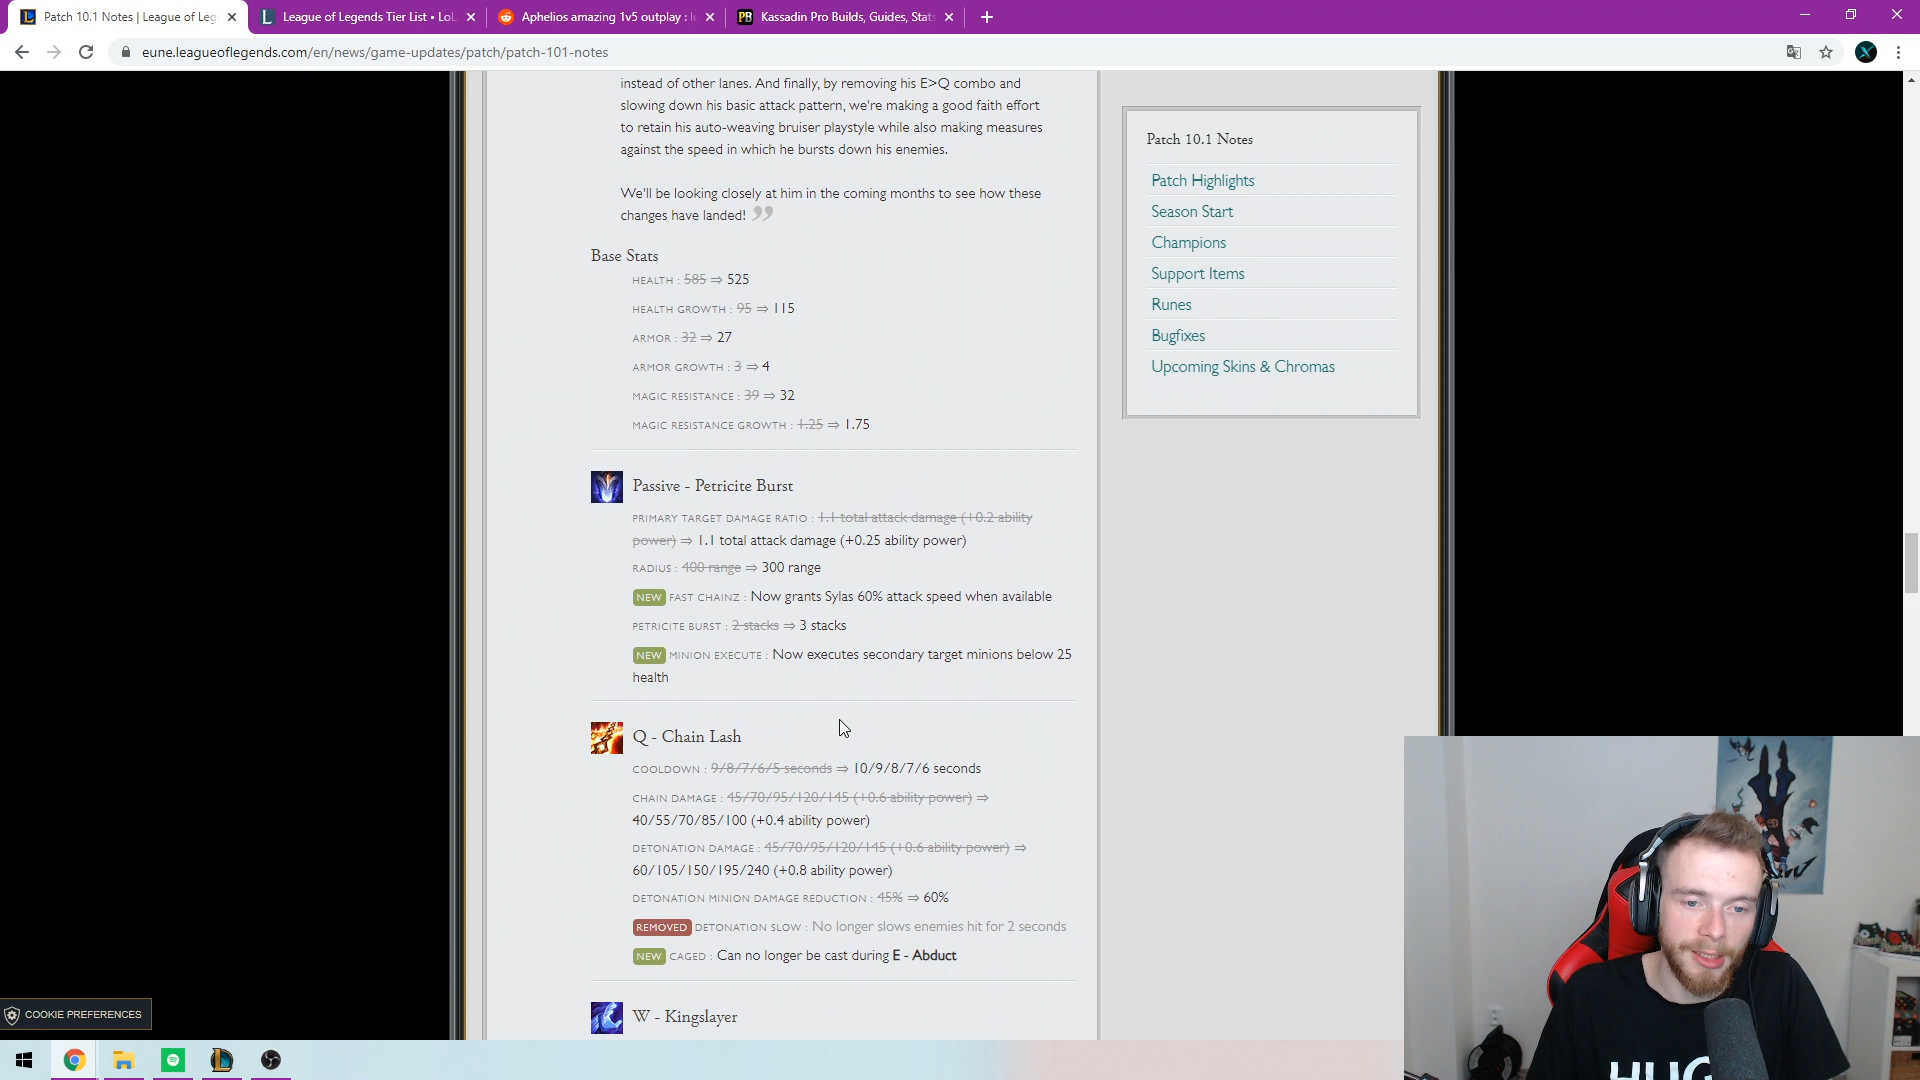 Patch 10.1 Notes | League of Leg
League of Legends Tier List • LoL
Aphelios amazing 1v5 outplay : le
Kassadin Pro Builds, Guides, Stats
eune.leagueoflegends.com/en/news/game-updates/patch/patch-101-notes
instead of other lanes. And finally, by removing his E>Q combo and
slowing down his basic attack pattern, we're making a good faith effort
to retain his auto-weaving bruiser playstyle while also making measures
against the speed in which he bursts down his enemies.
We'll be looking closely at him in the coming months to see how these
changes have landed! ”
Base Stats
HEALTH : 585 ⇒ 525
HEALTH GROWTH : 95 ⇒ 115
ARMOR : 32 ⇒ 27
ARMOR GROWTH : 3 ⇒ 4
MAGIC RESISTANCE : 39 ⇒ 32
MAGIC RESISTANCE GROWTH : 1.25 ⇒ 1.75
Passive - Petricite Burst
PRIMARY TARGET DAMAGE RATIO : 1.1 total attack damage (+0.2 ability
power) ⇒ 1.1 total attack damage (+0.25 ability power)
RADIUS : 400 range ⇒ 300 range
NEW FAST CHAINZ : Now grants Sylas 60% attack speed when available
PETRICITE BURST : 2 stacks ⇒ 3 stacks
NEW MINION EXECUTE : Now executes secondary target minions below 25
health
Q - Chain Lash
COOLDOWN : 9/8/7/6/5 seconds ⇒ 10/9/8/7/6 seconds
CHAIN DAMAGE : 45/70/95/120/145 (+0.6 ability power) ⇒
40/55/70/85/100 (+0.4 ability power)
DETONATION DAMAGE : 45/70/95/120/145 (+0.6 ability power) ⇒
60/105/150/195/240 (+0.8 ability power)
DETONATION MINION DAMAGE REDUCTION : 45% ⇒ 60%
REMOVED DETONATION SLOW : No longer slows enemies hit for 2 seconds
NEW CAGED : Can no longer be cast during E - Abduct
W - Kingslayer
Patch 10.1 Notes
Patch Highlights
Season Start
Champions
Support Items
Runes
Bugfixes
Upcoming Skins & Chromas
COOKIE PREFERENCES
HUG